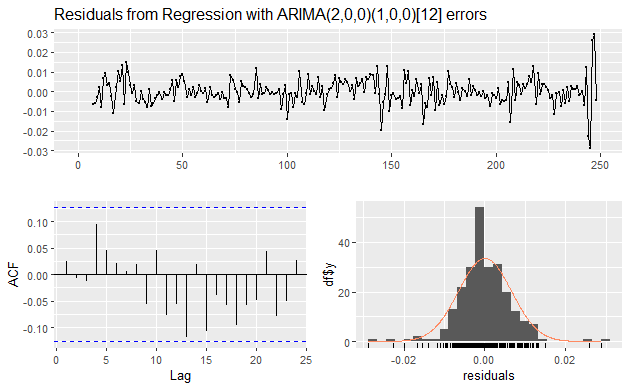 Residuals from Regression with ARIMA(2,0,0)(1,0,0)[12] errors
0.03
0.02
0.01
0.00
-0.01
-0.02
-0.03
0 50 100 150 200 250
ACF
0.10
0.05
0.00
-0.05
-0.10
0 5 10 15 20 25
Lag
df$y
40
20
0
-0.02 0.00 0.02
residuals